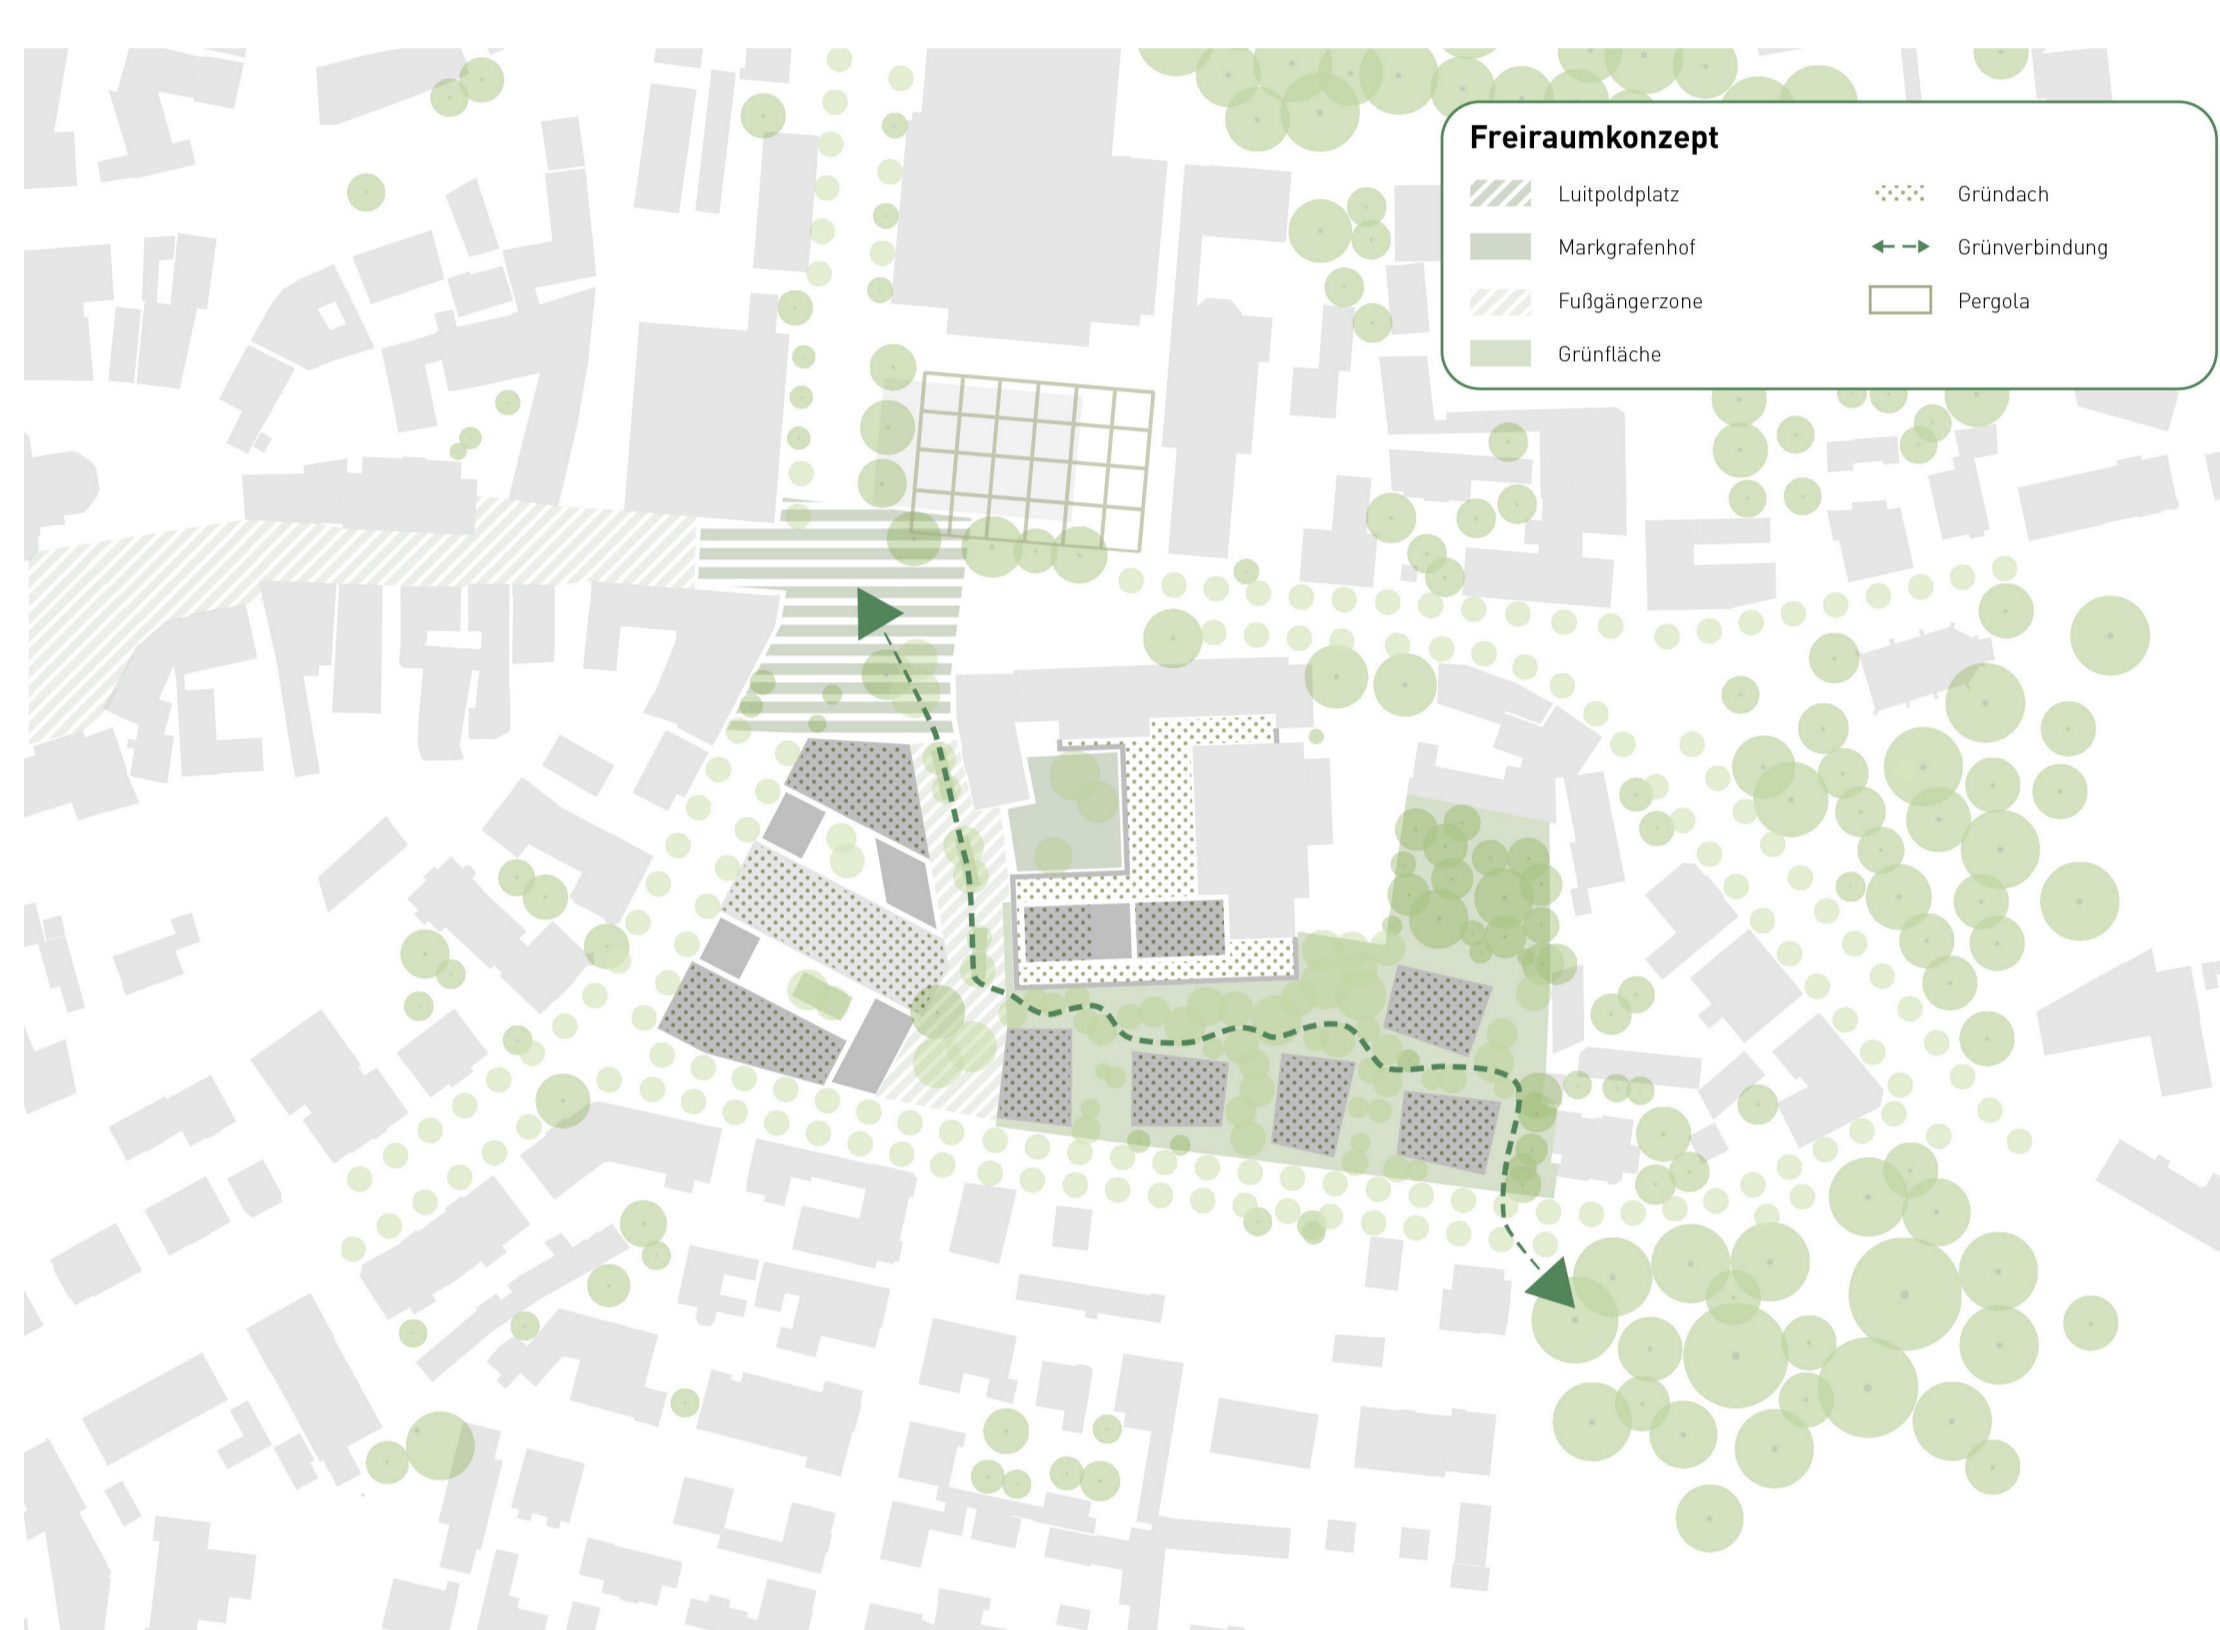 Freiraumkonzept
Luitpoldplatz
Markgrafenhof
Fußgängerzone
Grünfläche
Gründach
Grünverbindung
Pergola